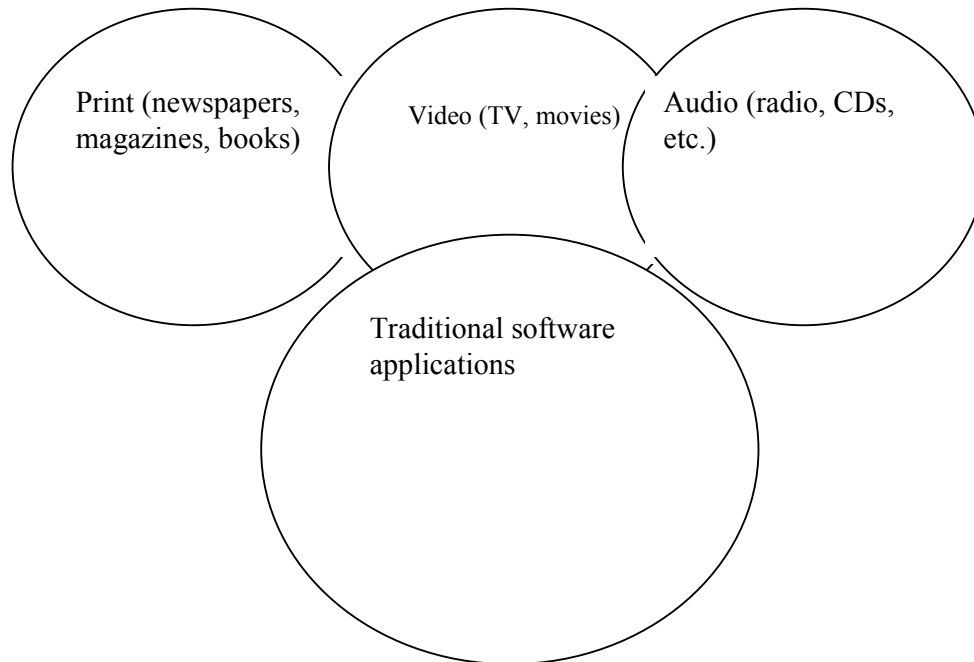 Print (newspapers,
magazines, books)
Video (TV, movies)
Audio (radio, CDs,
etc.)
Traditional software
applications